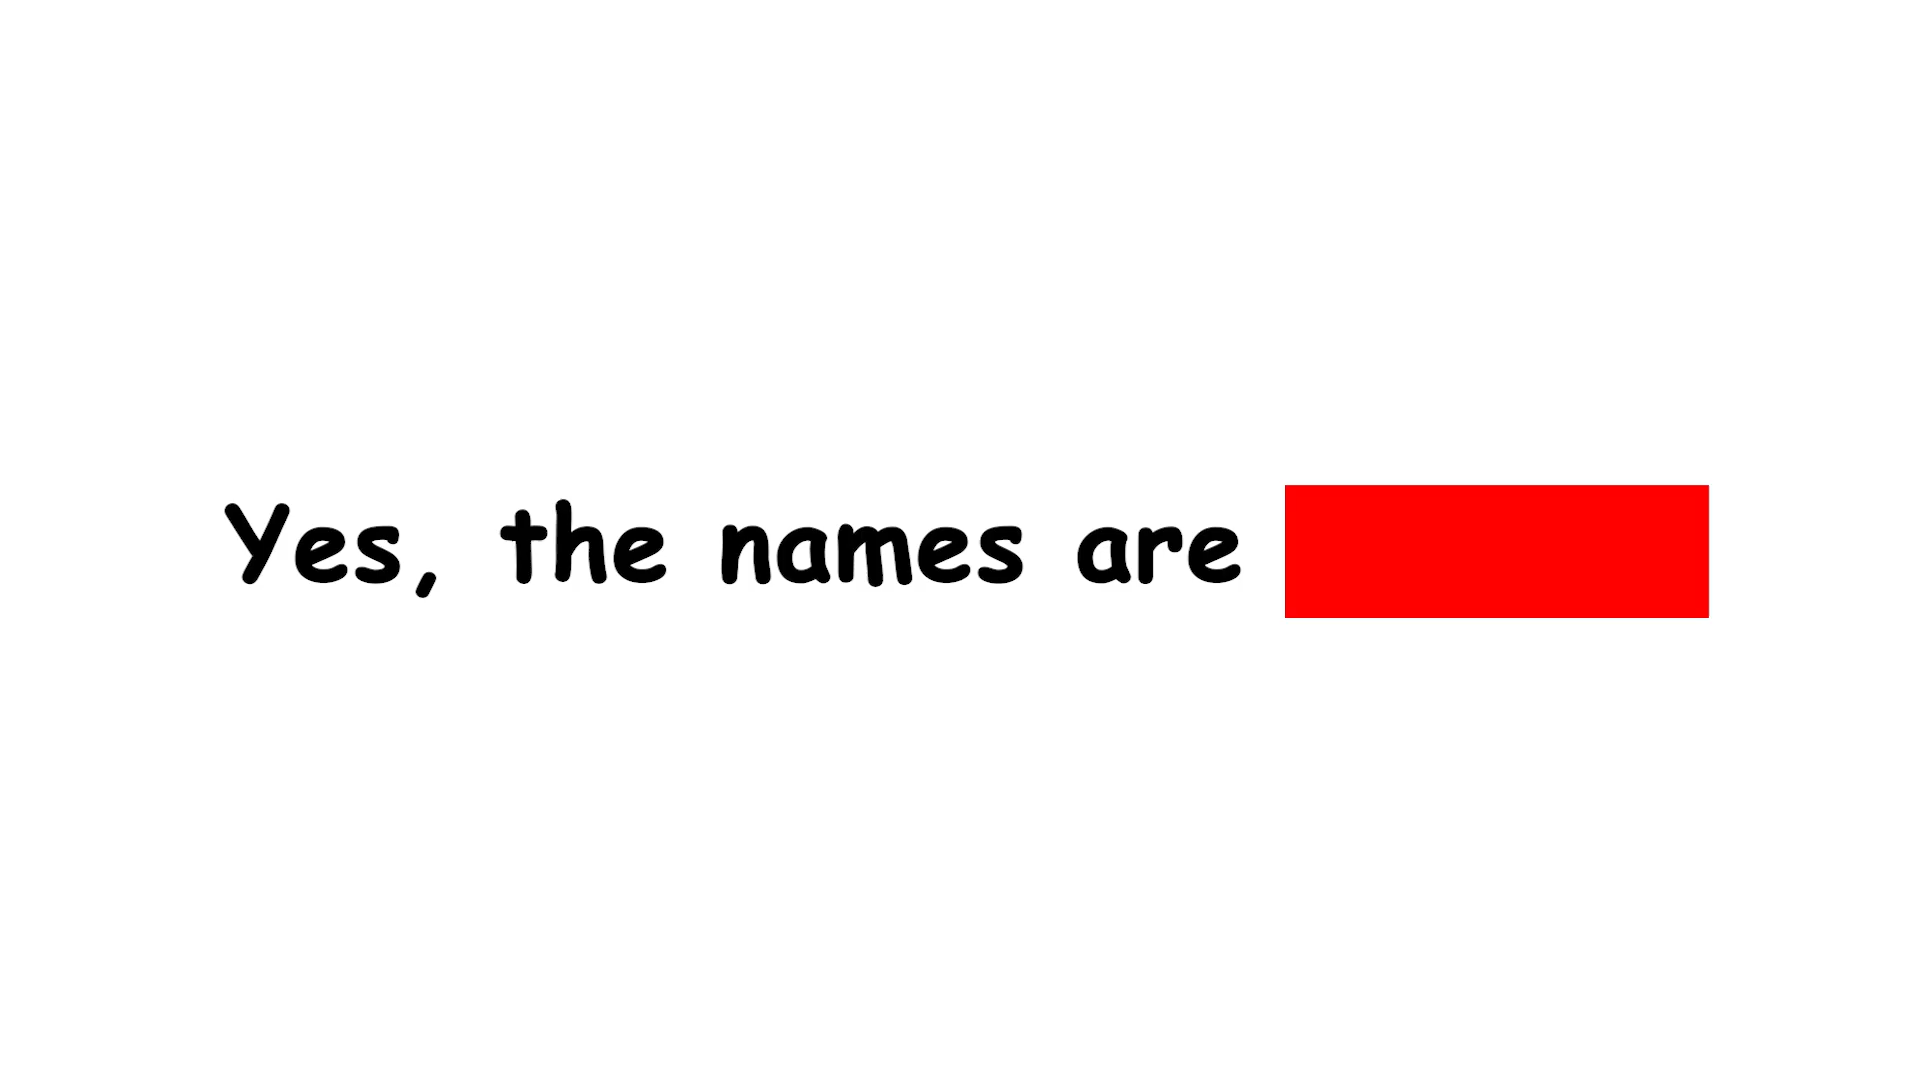 Yes, the names are